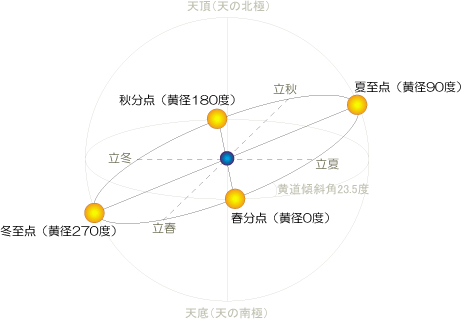 天頂(天の北極)
立秋
夏至点(黄径90度)
秋分点(黄径180度)
立冬
立夏
黄道傾斜角23.5度
冬至点(黄径270度)
立春
春分点(黄径0度)
天底(天の南極)